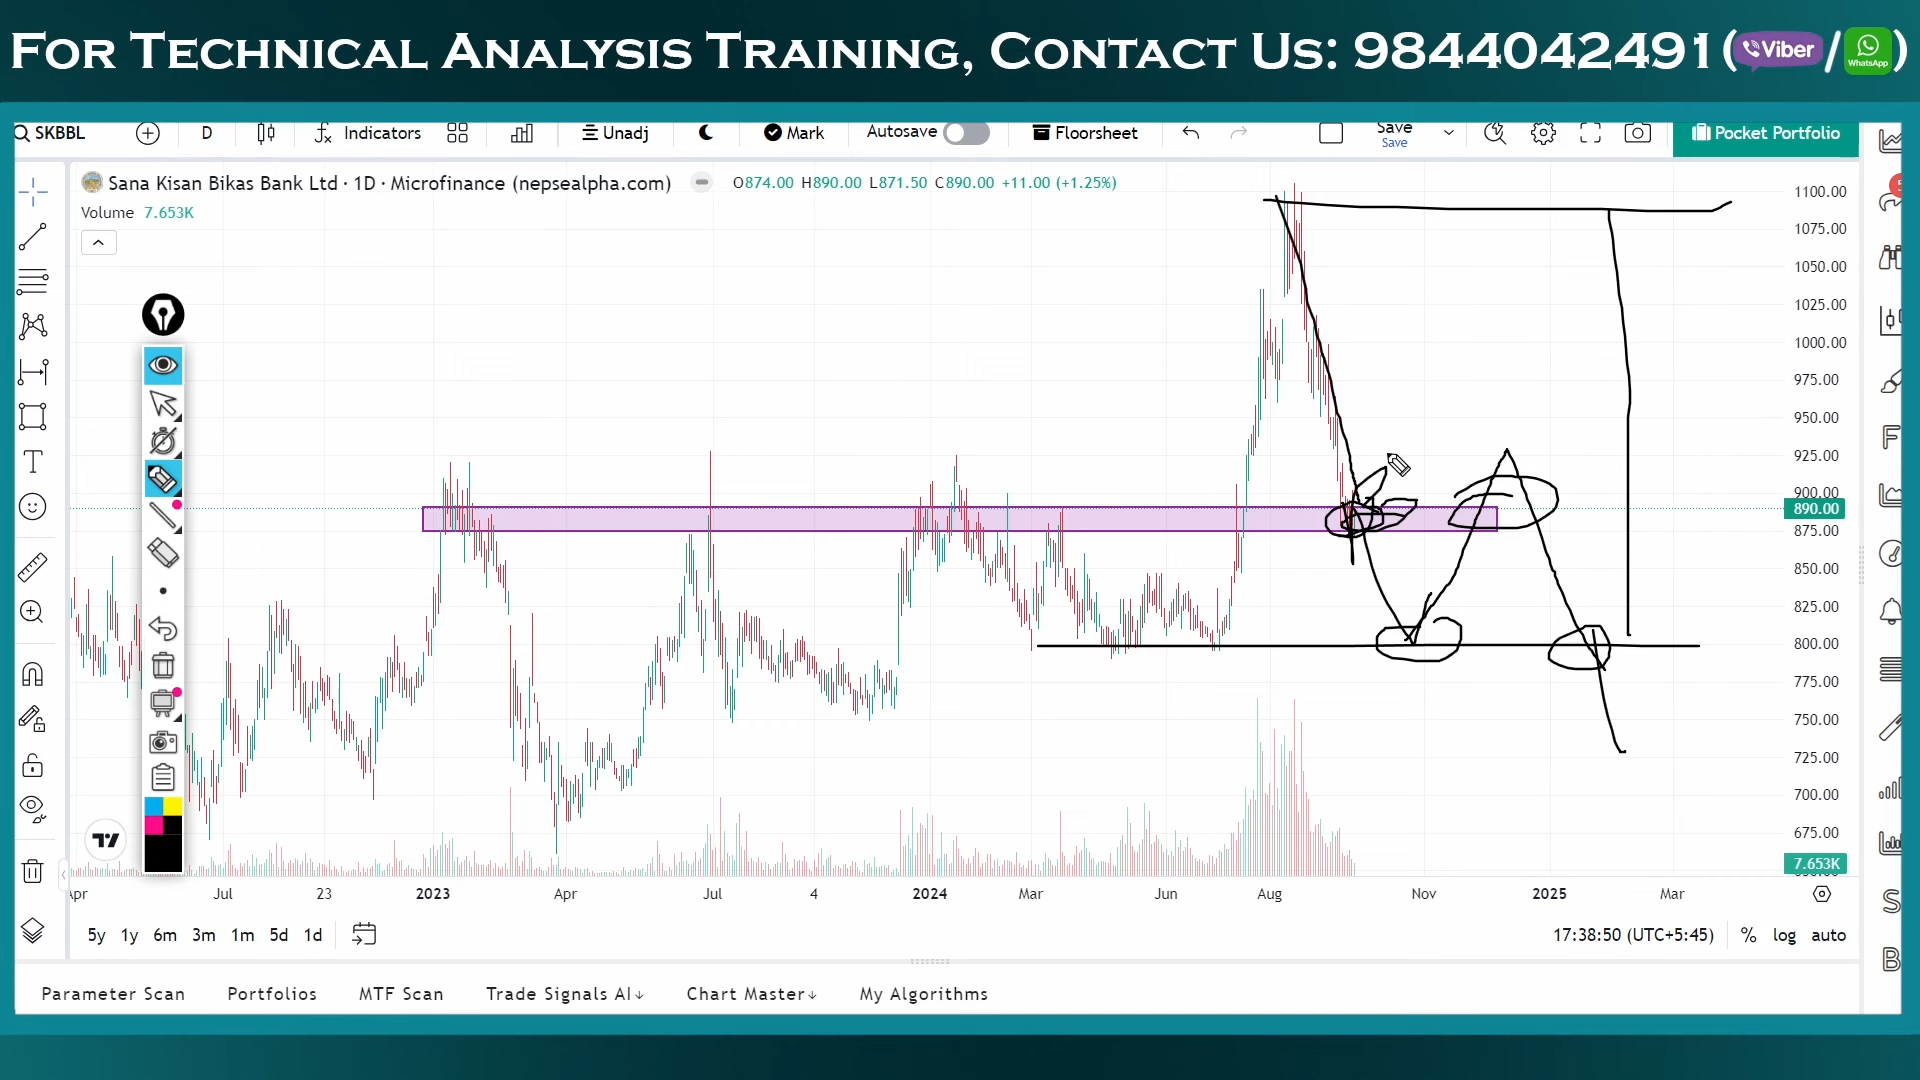 FOR TECHNICAL ANALYSIS TRAINING, CONTACT US: 9844042491 (Viber / WhatsApp)
SKBBL D Indicators Unadj Mark Autosave Floorsheet Save Pocket Portfolio
Save
Sana Kisan Bikas Bank Ltd · 1D · Microfinance (nepsealpha.com) O874.00 H890.00 L871.50 C890.00 +11.00 (+1.25%)
Volume 7.653K
1100.00
1075.00
1050.00
1025.00
1000.00
975.00
950.00
925.00
900.00
890.00
875.00
850.00
825.00
800.00
775.00
750.00
725.00
700.00
675.00
7.653K
Apr Jul 23 2023 Apr Jul 4 2024 Mar Jun Aug Nov 2025 Mar
5y 1y 6m 3m 1m 5d 1d 17:38:50 (UTC+5:45) % log auto
Parameter Scan Portfolios MTF Scan Trade Signals AI↓ Chart Master↓ My Algorithms
F
S
B